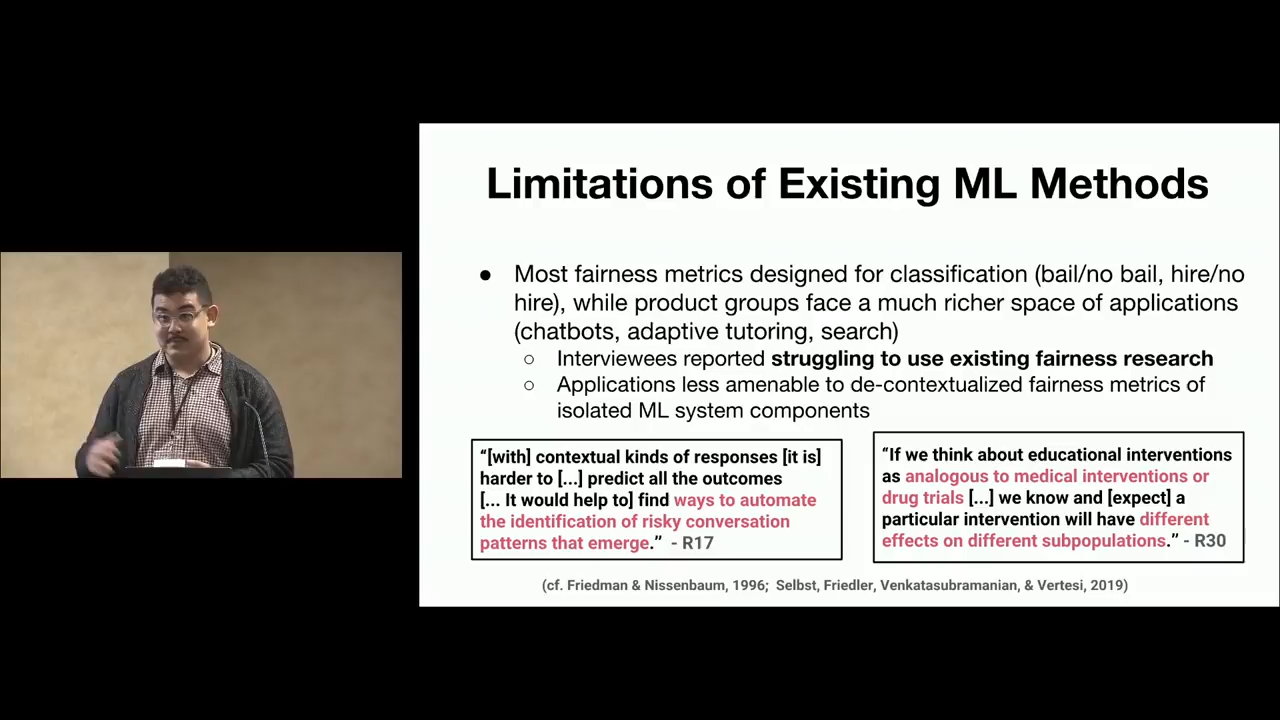 Limitations of Existing ML Methods
● Most fairness metrics designed for classification (bail/no bail, hire/no
hire), while product groups face a much richer space of applications
(chatbots, adaptive tutoring, search)
○ Interviewees reported struggling to use existing fairness research
○ Applications less amenable to de-contextualized fairness metrics of
isolated ML system components
“[with] contextual kinds of responses [it is]
harder to [...] predict all the outcomes
[... It would help to] find ways to automate
the identification of risky conversation
patterns that emerge.” - R17
“If we think about educational interventions
as analogous to medical interventions or
drug trials [...] we know and [expect] a
particular intervention will have different
effects on different subpopulations.” - R30
(cf. Friedman & Nissenbaum, 1996; Selbst, Friedler, Venkatasubramanian, & Vertesi, 2019)